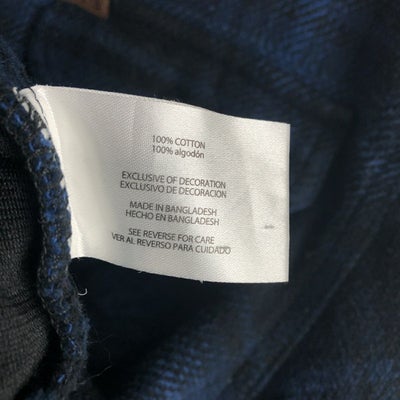 100% COTTON
100% algodón
EXCLUSIVE OF DECORATION
EXCLUSIVO DE DECORACION
MADE IN BANGLADESH
HECHO EN BANGLADESH
SEE REVERSE FOR CARE
VER AL REVERSO PARA CUIDADO